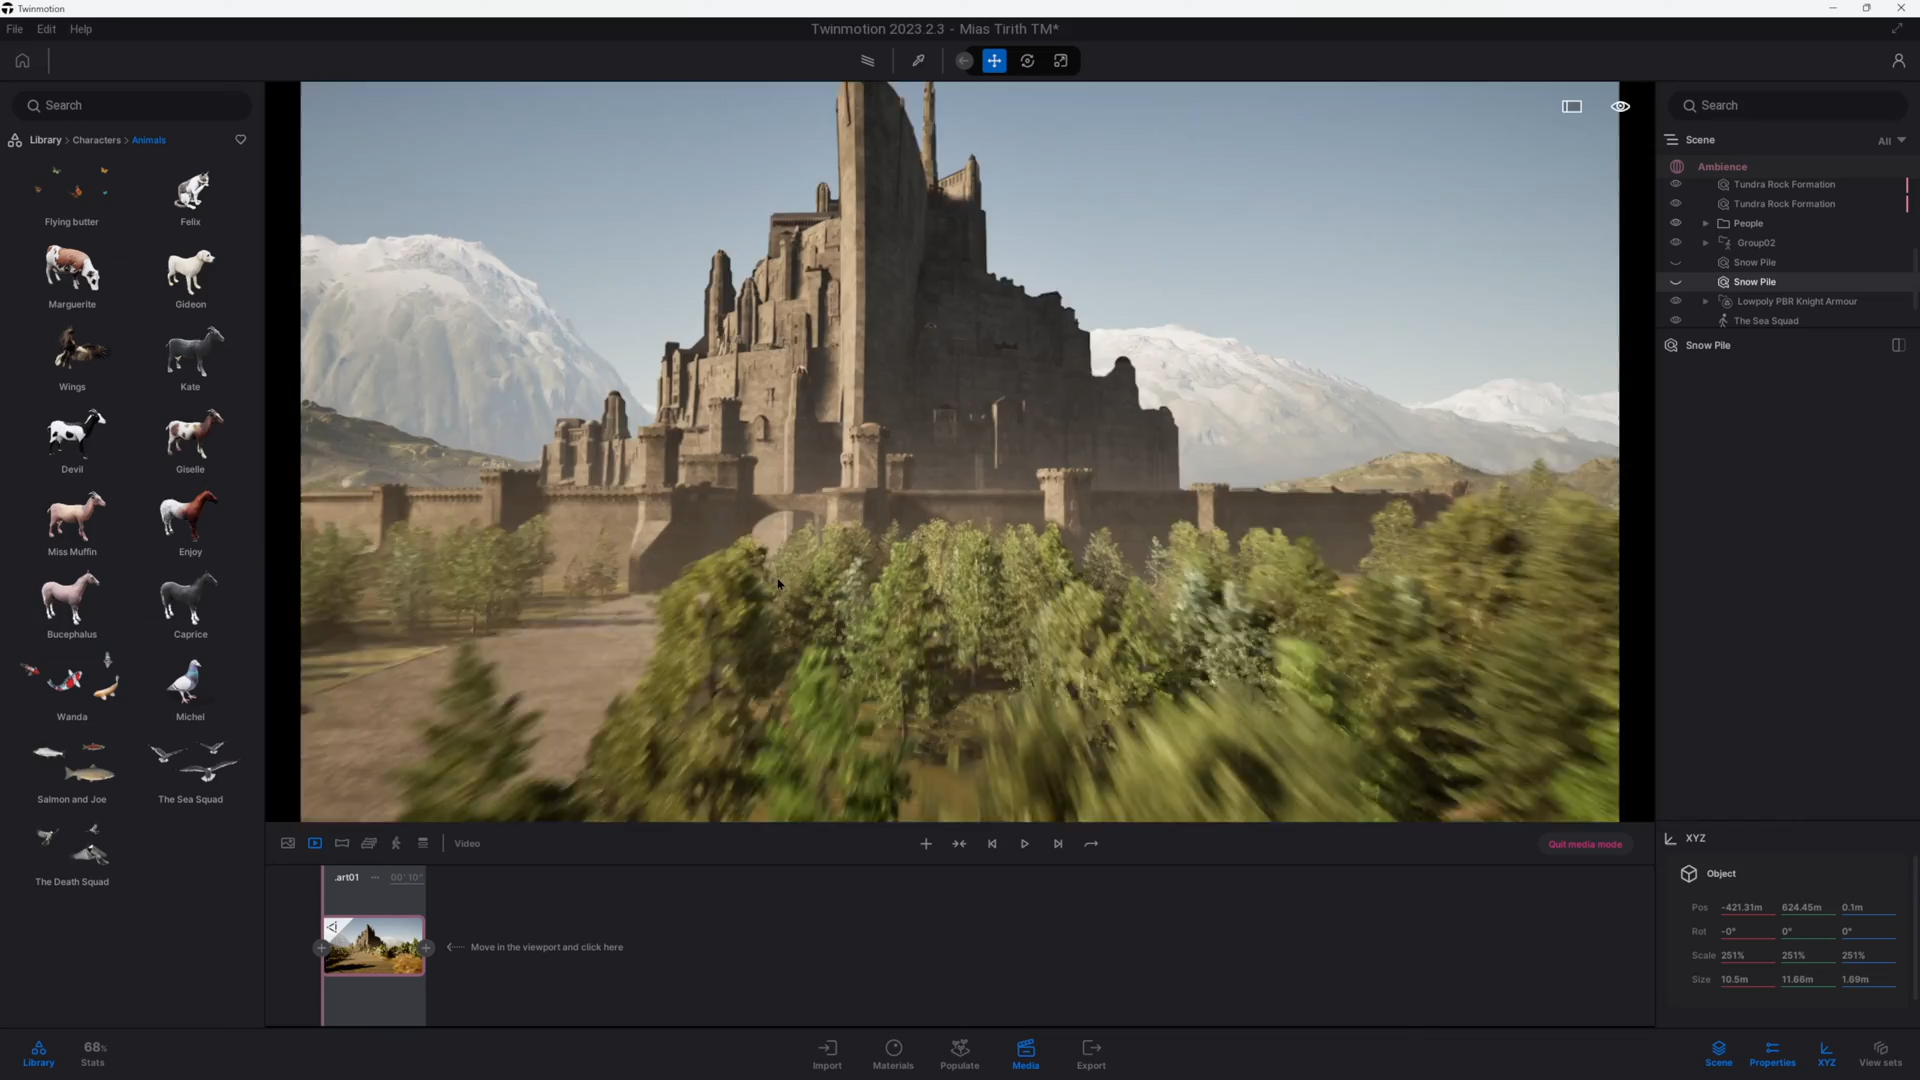 Twinmotion
File Edit Help
Twinmotion 2023.2.3 - Mias Tirith TM*
Search
Library > Characters > Animals
Flying butter Felix
Marguerite Gideon
Wings Kate
Devil Giselle
Miss Muffin Enjoy
Bucephalus Caprice
Wanda Michel
Salmon and Joe The Sea Squad
The Death Squad
Library
68%
Stats
Video
Quit media mode
.art01 ... 00'10"
Move in the viewport and click here
Import Materials Populate Media Export
Search
Scene All
Ambience
Tundra Rock Formation
Tundra Rock Formation
People
Group02
Snow Pile
Snow Pile
Lowpoly PBR Knight Armour
The Sea Squad
Snow Pile
XYZ
Object
Pos -421.31m 624.45m 0.1m
Rot -0° 0° 0°
Scale 251% 251% 251%
Size 10.5m 11.66m 1.69m
Scene Properties XYZ View sets